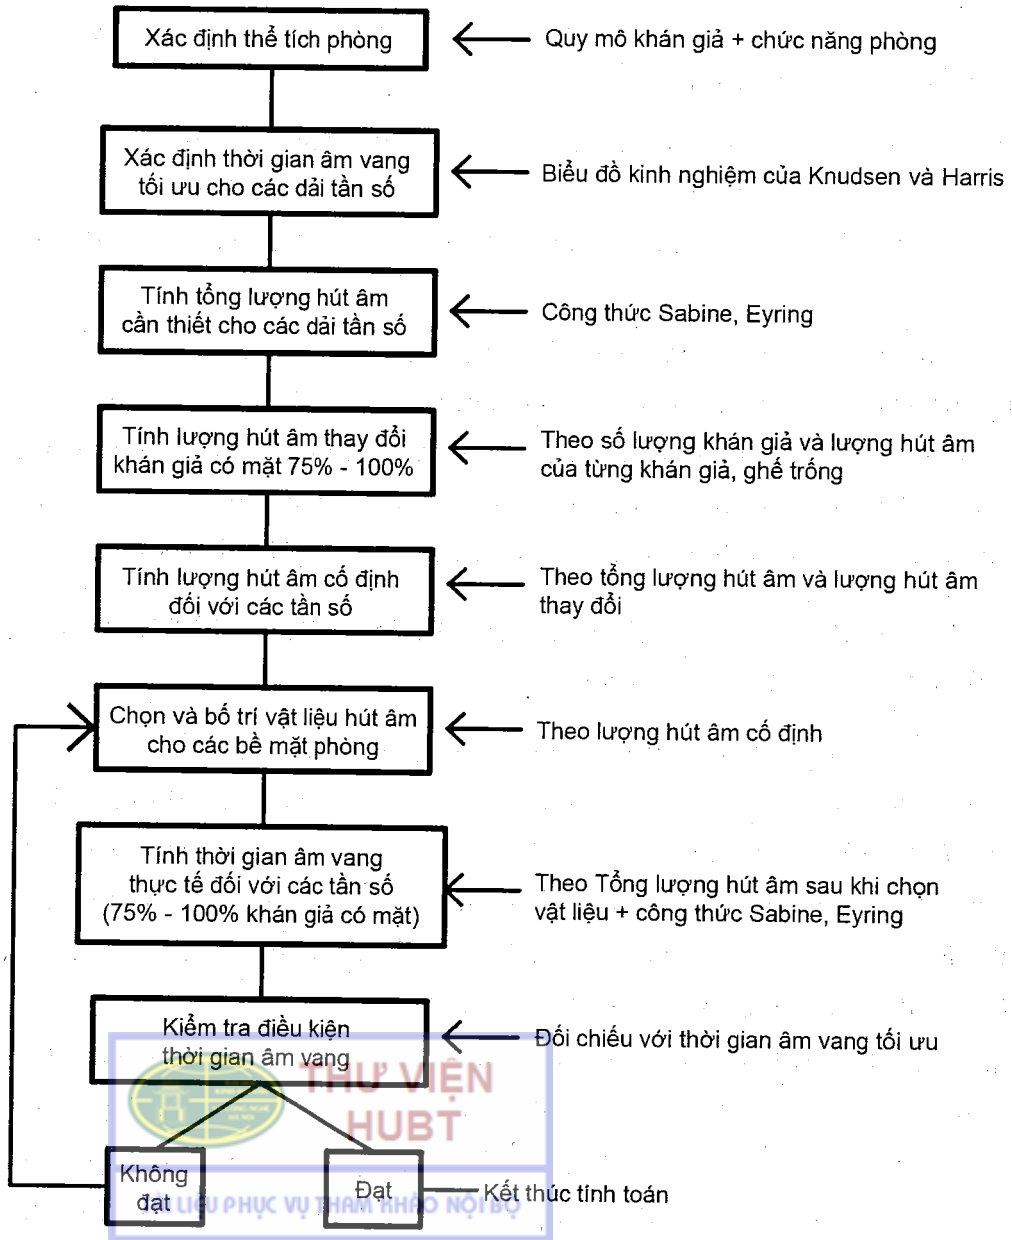 Xác định thể tích phòng
Quy mô khán giả + chức năng phòng
Xác định thời gian âm vang
tối ưu cho các dải tần số
Biểu đồ kinh nghiệm của Knudsen và Harris
Tính tổng lượng hút âm
cần thiết cho các dải tần số
Công thức Sabine, Eyring
Tính lượng hút âm thay đổi
khán giả có mặt 75% - 100%
Theo số lượng khán giả và lượng hút âm
của từng khán giả, ghế trống
Tính lượng hút âm cố định
đối với các tần số
Theo tổng lượng hút âm và lượng hút âm
thay đổi
Chọn và bố trí vật liệu hút âm
cho các bề mặt phòng
Theo lượng hút âm cố định
Tính thời gian âm vang
thực tế đối với các tần số
(75% - 100% khán giả có mặt)
Theo Tổng lượng hút âm sau khi chọn
vật liệu + công thức Sabine, Eyring
Kiểm tra điều kiện
thời gian âm vang
Đối chiếu với thời gian âm vang tối ưu
THƯ VIỆN
HUBT
Không
đạt
Đạt
Kết thúc tính toán
LIỆU PHỤC VỤ THAM KHẢO NỘI BỘ